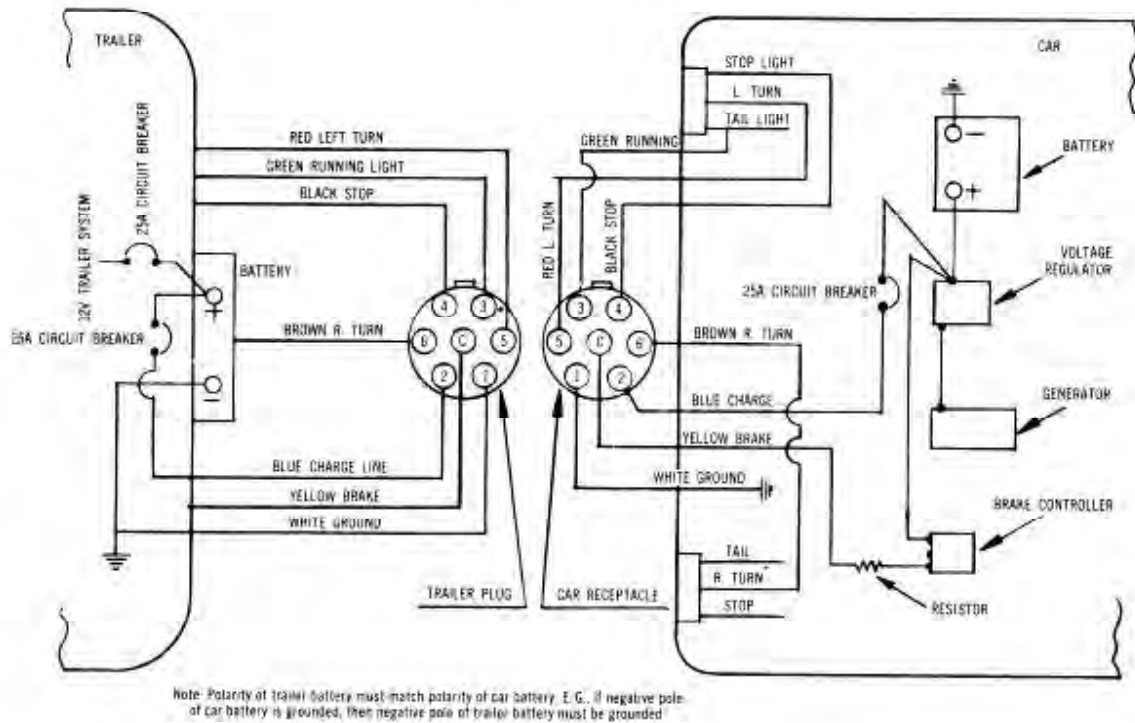 TRAILER
CAR
STOP LIGHT
L. TURN
TAIL LIGHT
RED LEFT TURN
GREEN RUNNING
GREEN RUNNING LIGHT
BLACK STOP
BATTERY
25A CIRCUIT BREAKER
12V TRAILER SYSTEM
RED L. TURN
BLACK STOP
VOLTAGE
REGULATOR
BATTERY
25A CIRCUIT BREAKER
25A CIRCUIT BREAKER
BROWN R. TURN
BROWN R. TURN
4 3
6 C 5
2 1
3 4
5 C 6
1 2
GENERATOR
BLUE CHARGE
YELLOW BRAKE
BLUE CHARGE LINE
WHITE GROUND
YELLOW BRAKE
BRAKE CONTROLLER
WHITE GROUND
TAIL
R. TURN
STOP
TRAILER PLUG
CAR RECEPTACLE
RESISTOR
Note: Polarity of trailer battery must match polarity of car battery. E.G., if negative pole
of car battery is grounded, then negative pole of trailer battery must be grounded